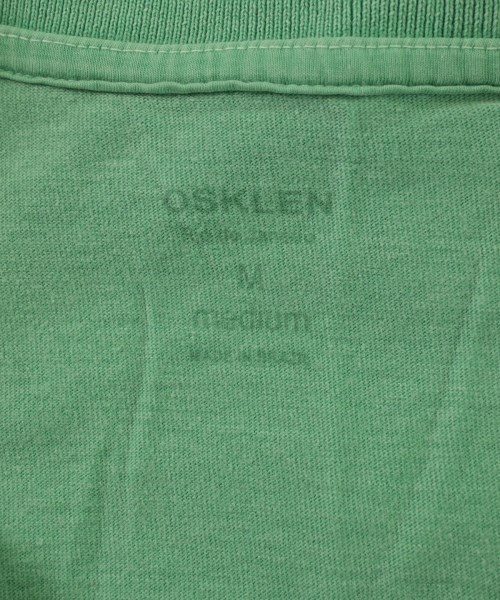 OSKLEN
Rio de Janeiro
M
medium
MADE IN BRAZIL